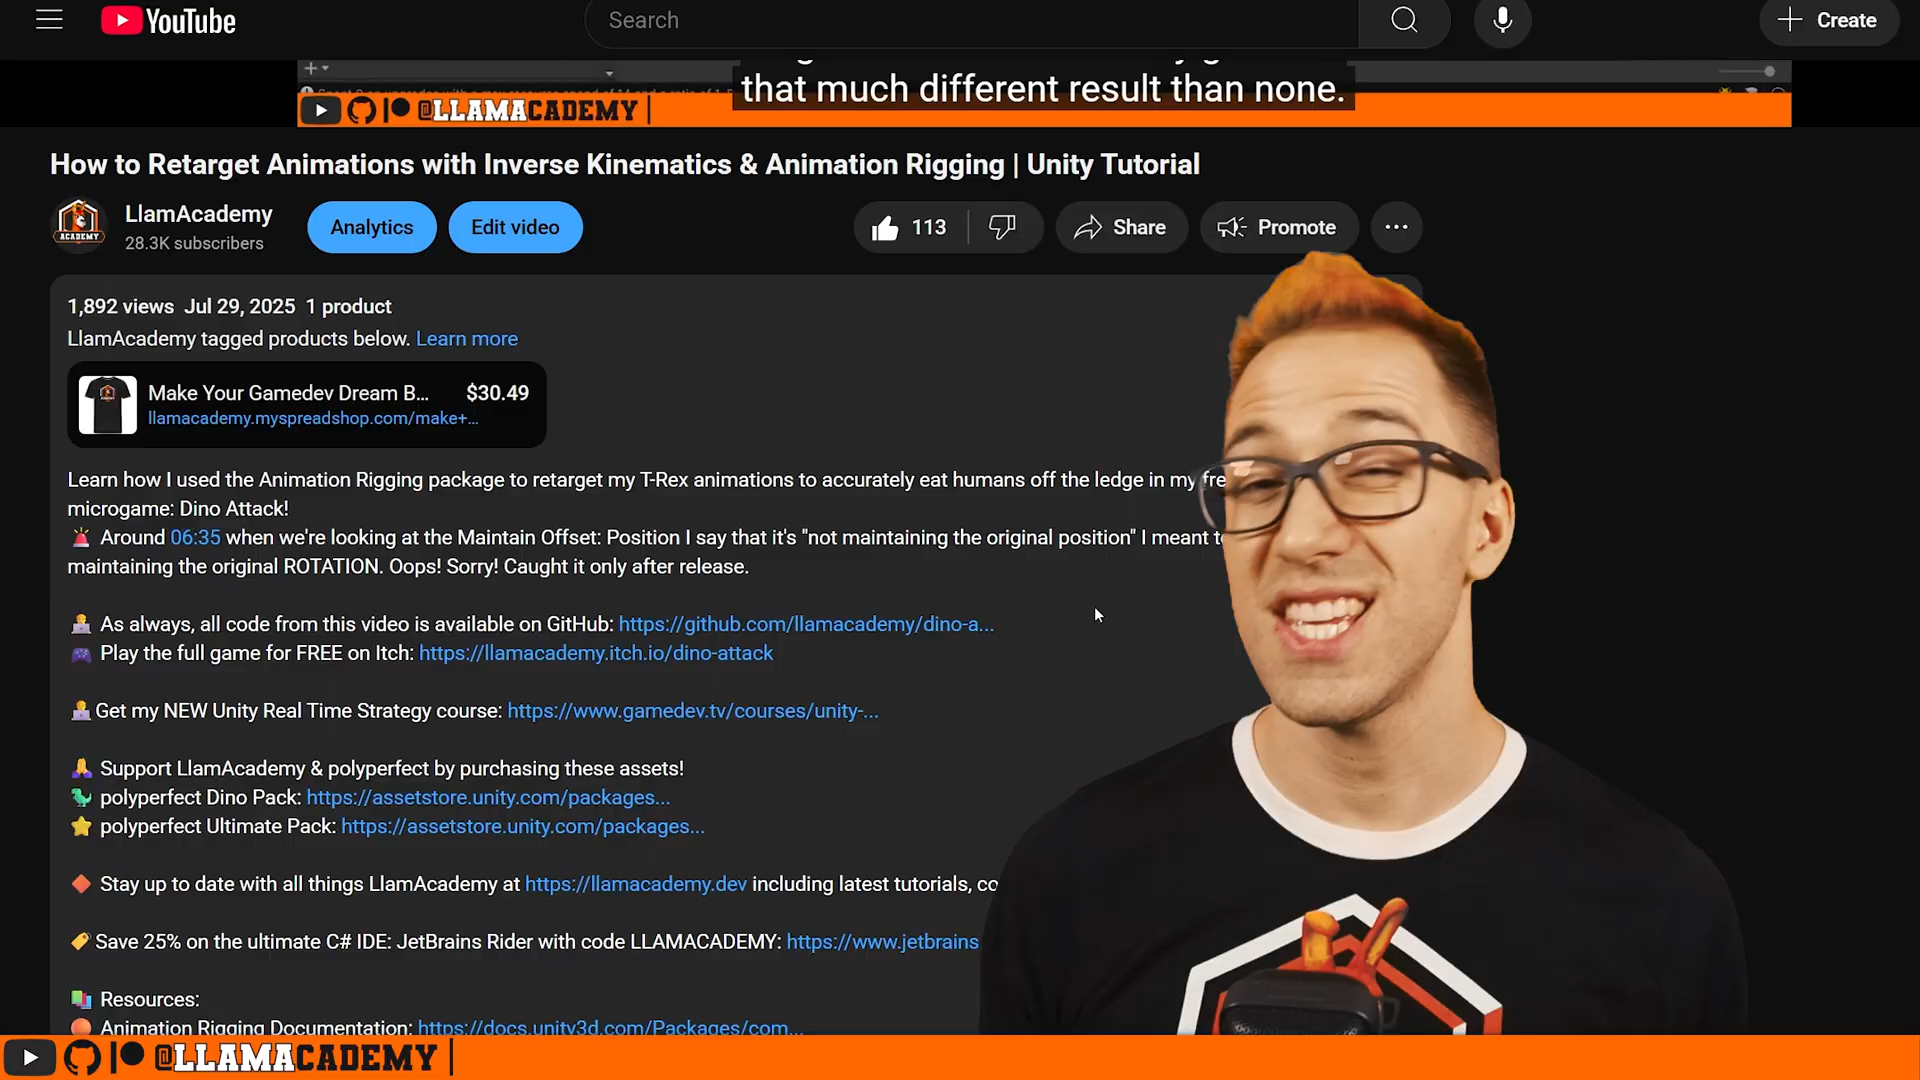 YouTube
Search
Create
that much different result than none.
@LLAMACADEMY
How to Retarget Animations with Inverse Kinematics & Animation Rigging | Unity Tutorial
LlamAcademy
28.3K subscribers
Analytics
Edit video
113
Share
Promote
1,892 views Jul 29, 2025 1 product
LlamAcademy tagged products below. Learn more
Make Your Gamedev Dream B... $30.49
llamacademy.myspreadshop.com/make+...
Learn how I used the Animation Rigging package to retarget my T-Rex animations to accurately eat humans off the ledge in my fre
microgame: Dino Attack!
Around 06:35 when we're looking at the Maintain Offset: Position I say that it's "not maintaining the original position" I meant t
maintaining the original ROTATION. Oops! Sorry! Caught it only after release.
As always, all code from this video is available on GitHub: https://github.com/llamacademy/dino-a...
Play the full game for FREE on Itch: https://llamacademy.itch.io/dino-attack
Get my NEW Unity Real Time Strategy course: https://www.gamedev.tv/courses/unity-...
Support LlamAcademy & polyperfect by purchasing these assets!
polyperfect Dino Pack: https://assetstore.unity.com/packages...
polyperfect Ultimate Pack: https://assetstore.unity.com/packages...
Stay up to date with all things LlamAcademy at https://llamacademy.dev including latest tutorials, co
Save 25% on the ultimate C# IDE: JetBrains Rider with code LLAMACADEMY: https://www.jetbrains
Resources:
Animation Rigging Documentation: https://docs.unity3d.com/Packages/com...
@LLAMACADEMY